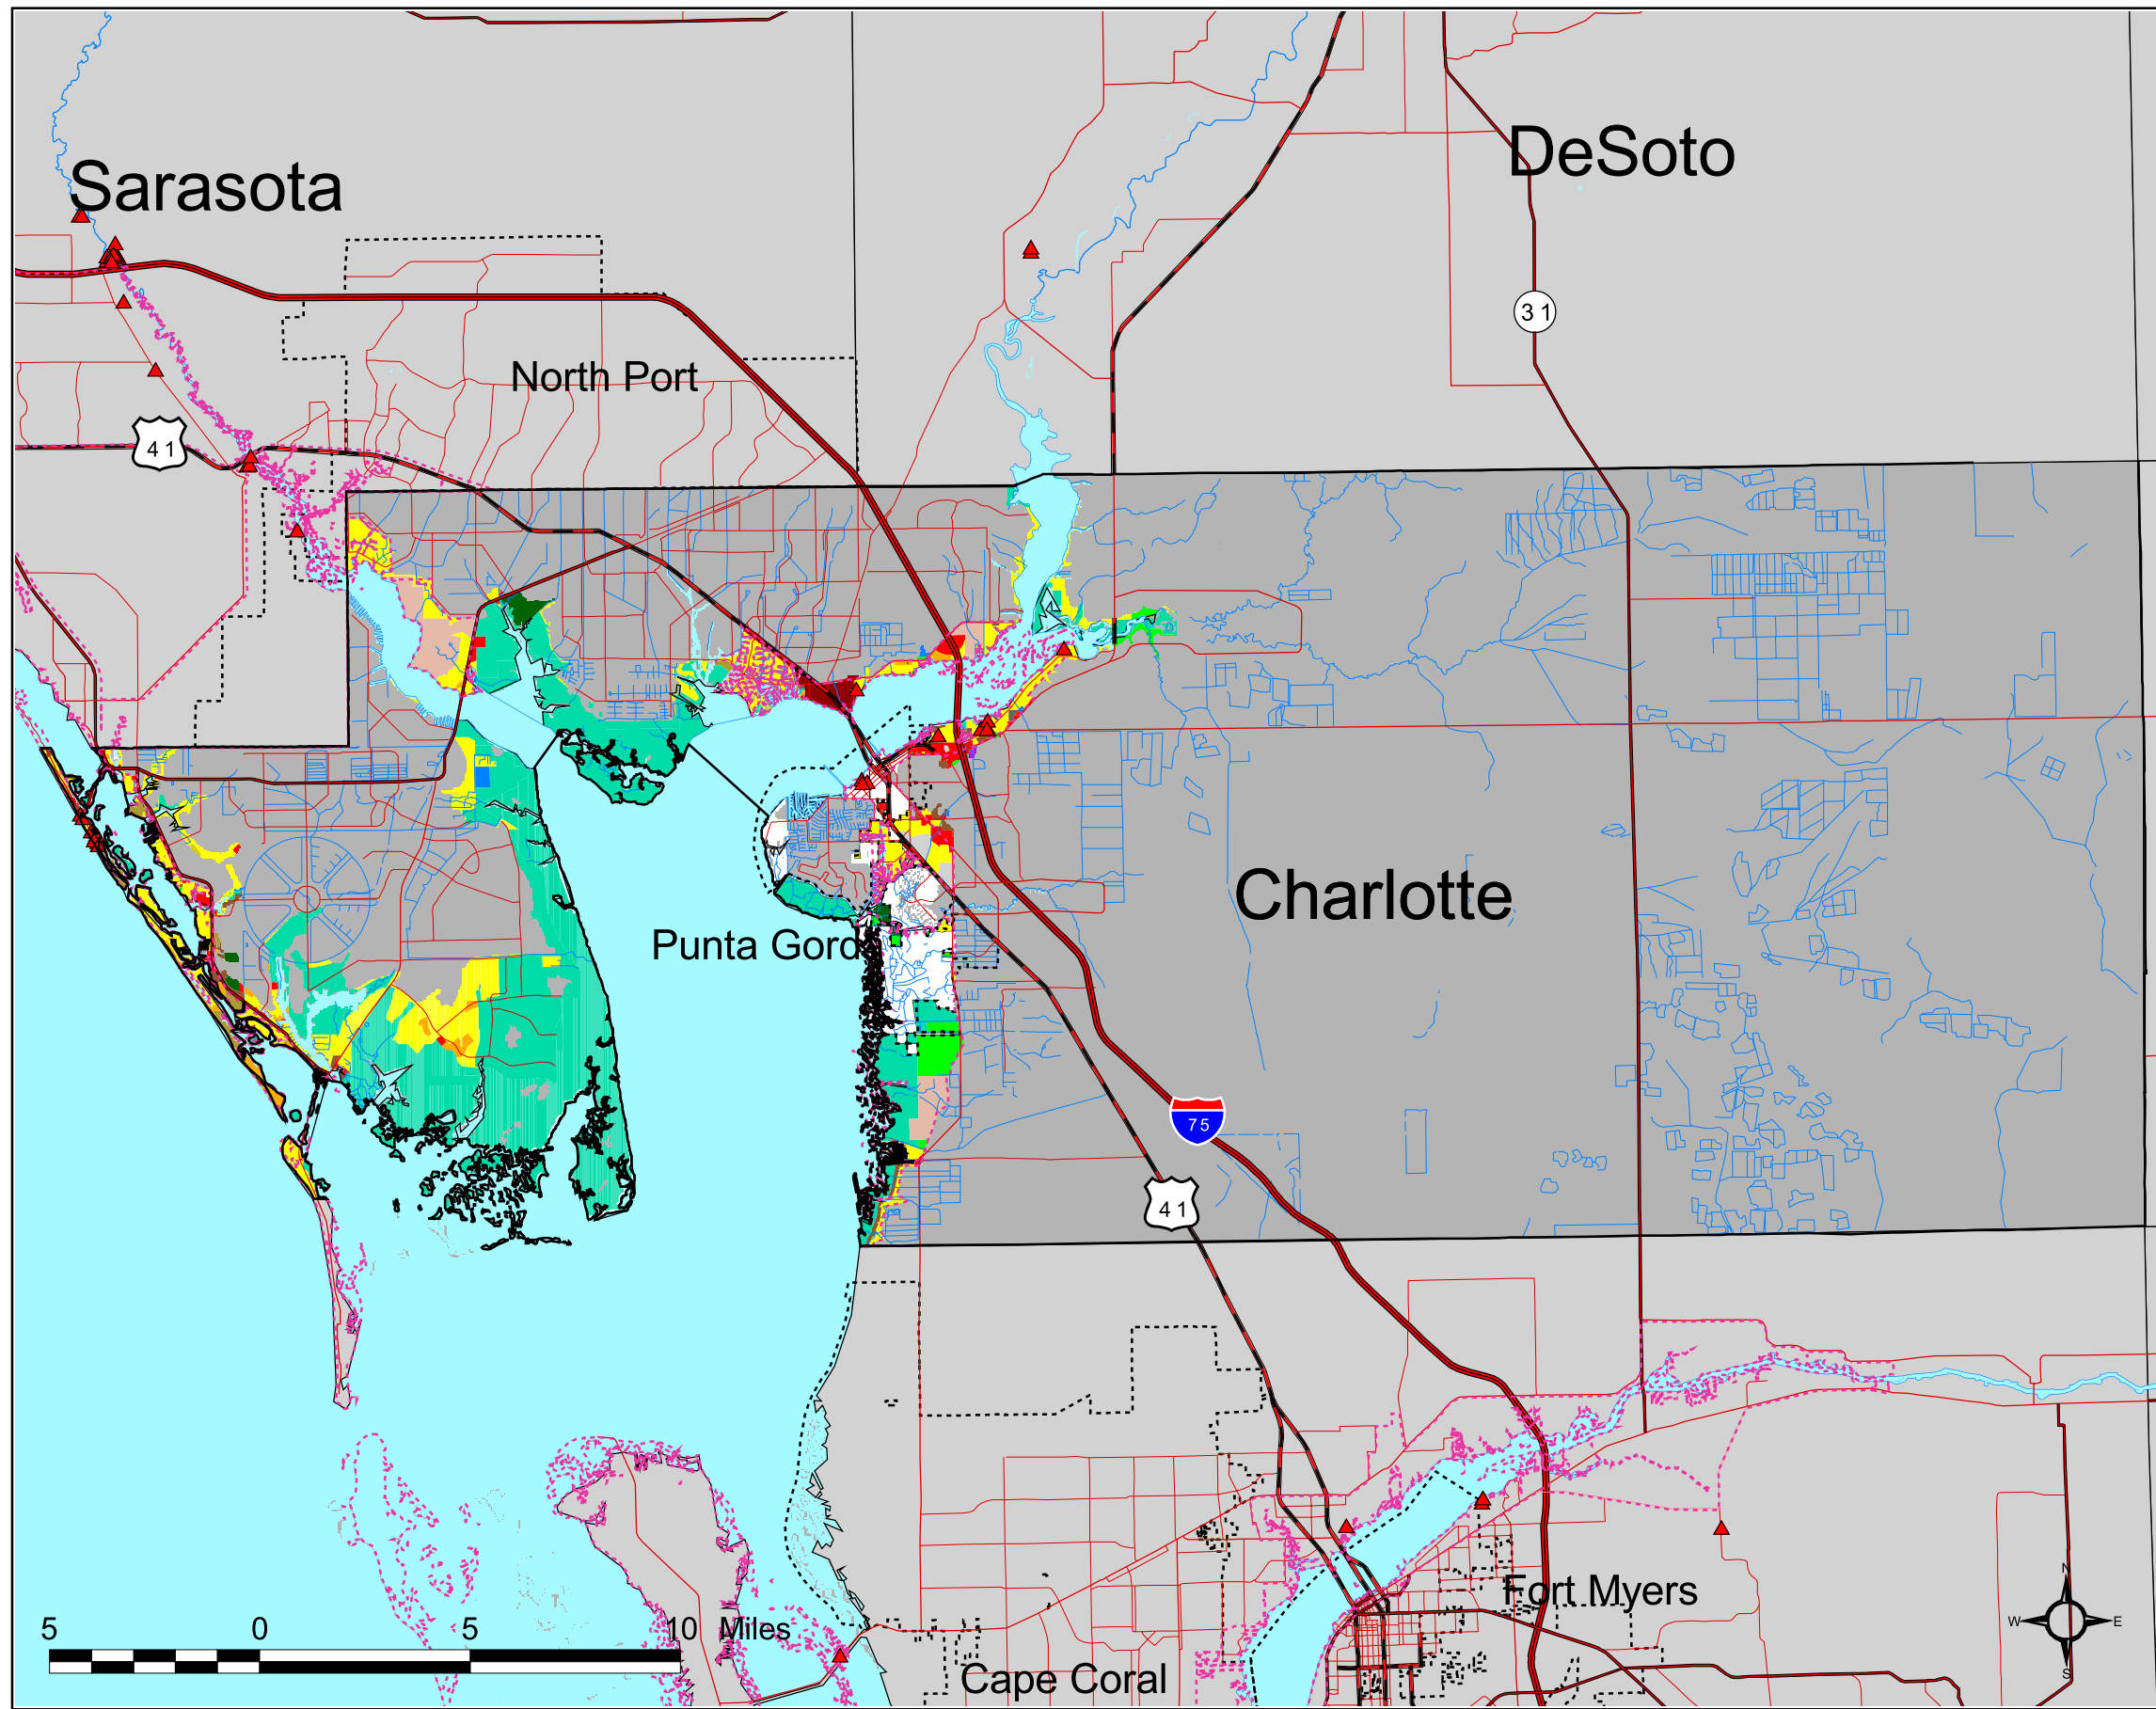 DeSoto
Sarasota
31
North Port
41
Charlotte
Punta Gord
75
41
Fort Myers
N
W E
S
5 0 5 10 Miles
Cape Coral